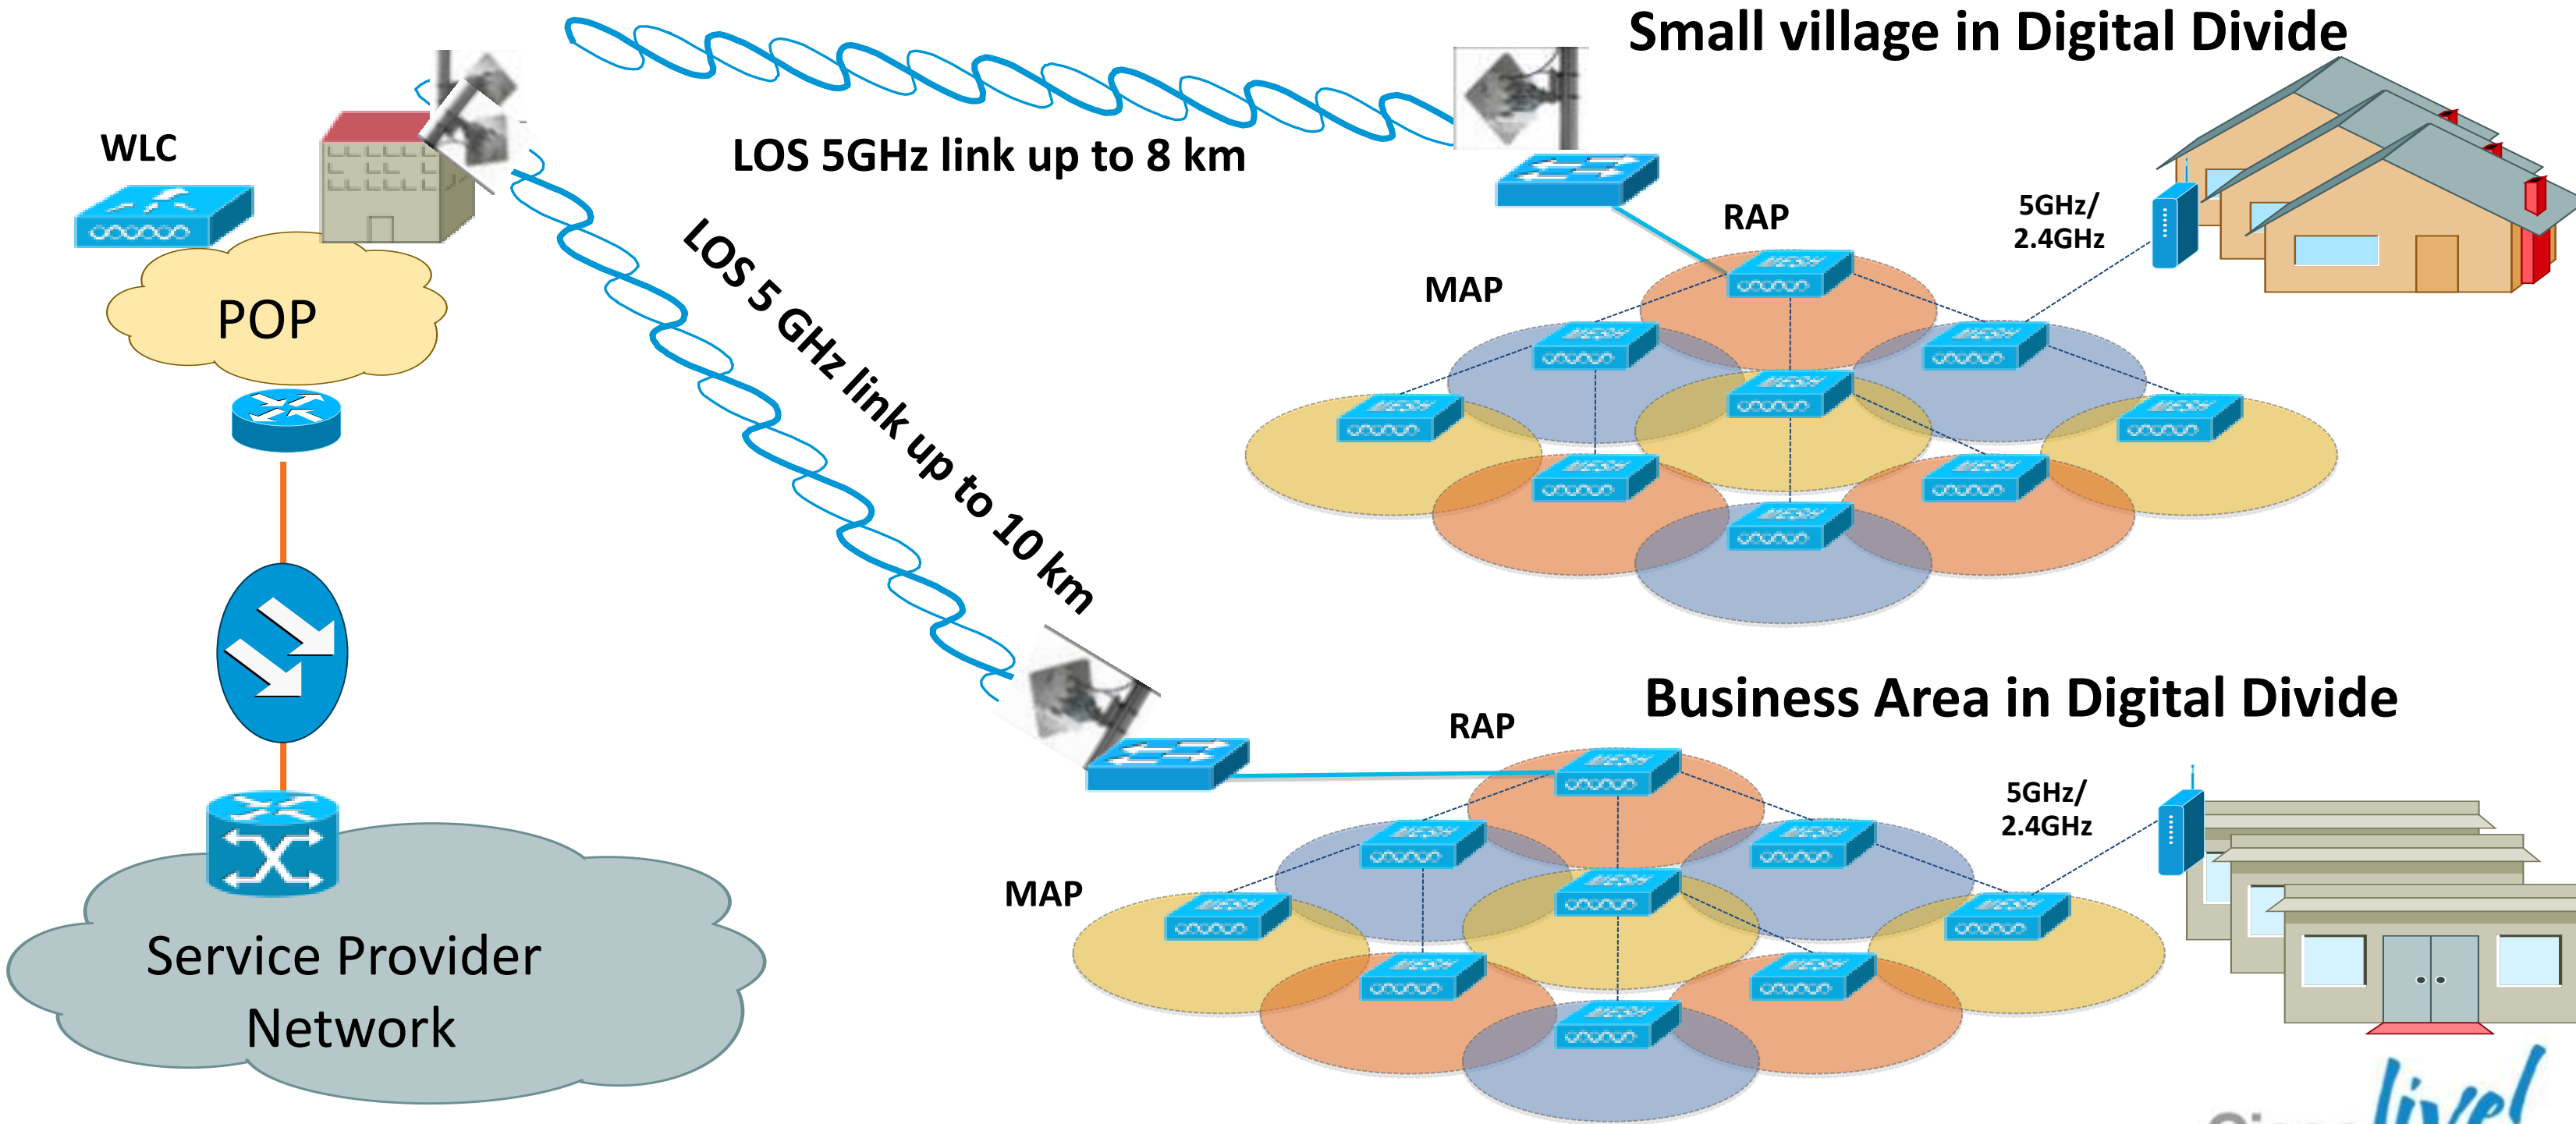 Small village in Digital Divide
WLC
LOS 5GHz link up to 8 km
RAP
5GHz/
2.4GHz
MAP
POP
LOS 5 GHz link up to 10 km
Business Area in Digital Divide
RAP
5GHz/
2.4GHz
MAP
Service Provider
Network
live!